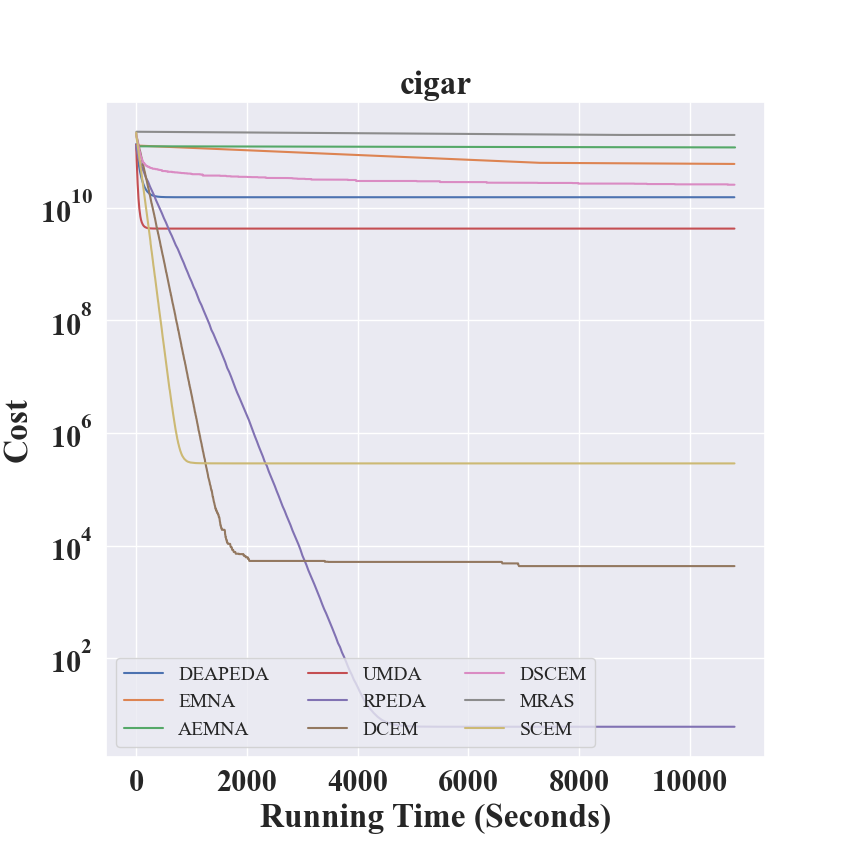 cigar
10^10
10^8
10^6
10^4
10^2
Cost
DEAPEDA UMDA DSCEM
EMNA RPEDA MRAS
AEMNA DCEM SCEM
0 2000 4000 6000 8000 10000
Running Time (Seconds)